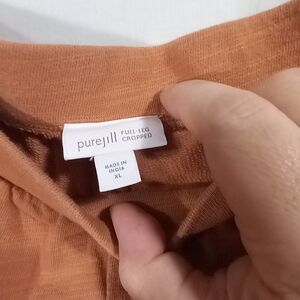 purejill FULL-LEG
CROPPED
MADE IN
INDIA
XL